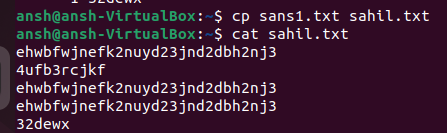 ansh@ansh-VirtualBox:~$ cp sans1.txt sahil.txt
ansh@ansh-VirtualBox:~$ cat sahil.txt
ehwbfwjnefk2nuyd23jnd2dbh2nj3
4ufb3rcjkf
ehwbfwjnefk2nuyd23jnd2dbh2nj3
ehwbfwjnefk2nuyd23jnd2dbh2nj3
32dewx